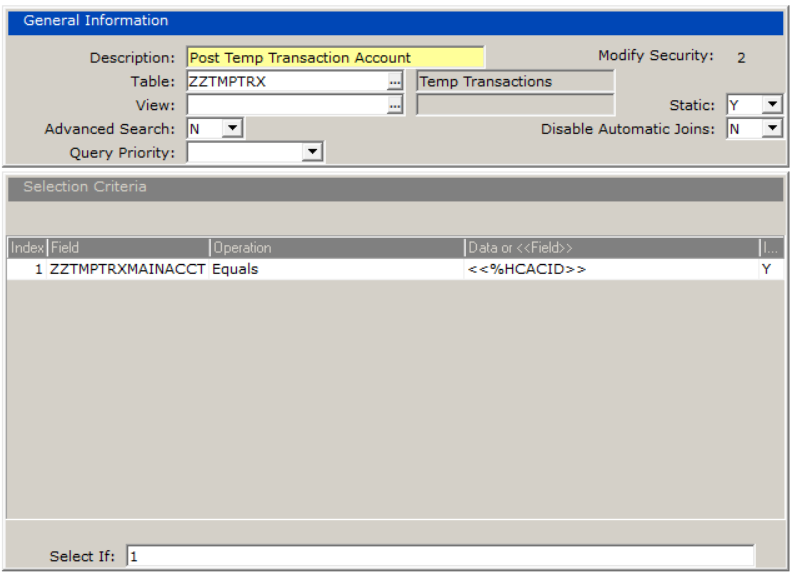 General Information
Description: Post Temp Transaction Account Modify Security: 2
Table: ZZTMPTRX ... Temp Transactions
View: ... Static: Y
Advanced Search: N Disable Automatic Joins: N
Query Priority:
Selection Criteria
Index Field Operation Data or <<Field>> I...
1 ZZTMPTRXMAINACCT Equals <<%HCACID>> Y
Select If: 1